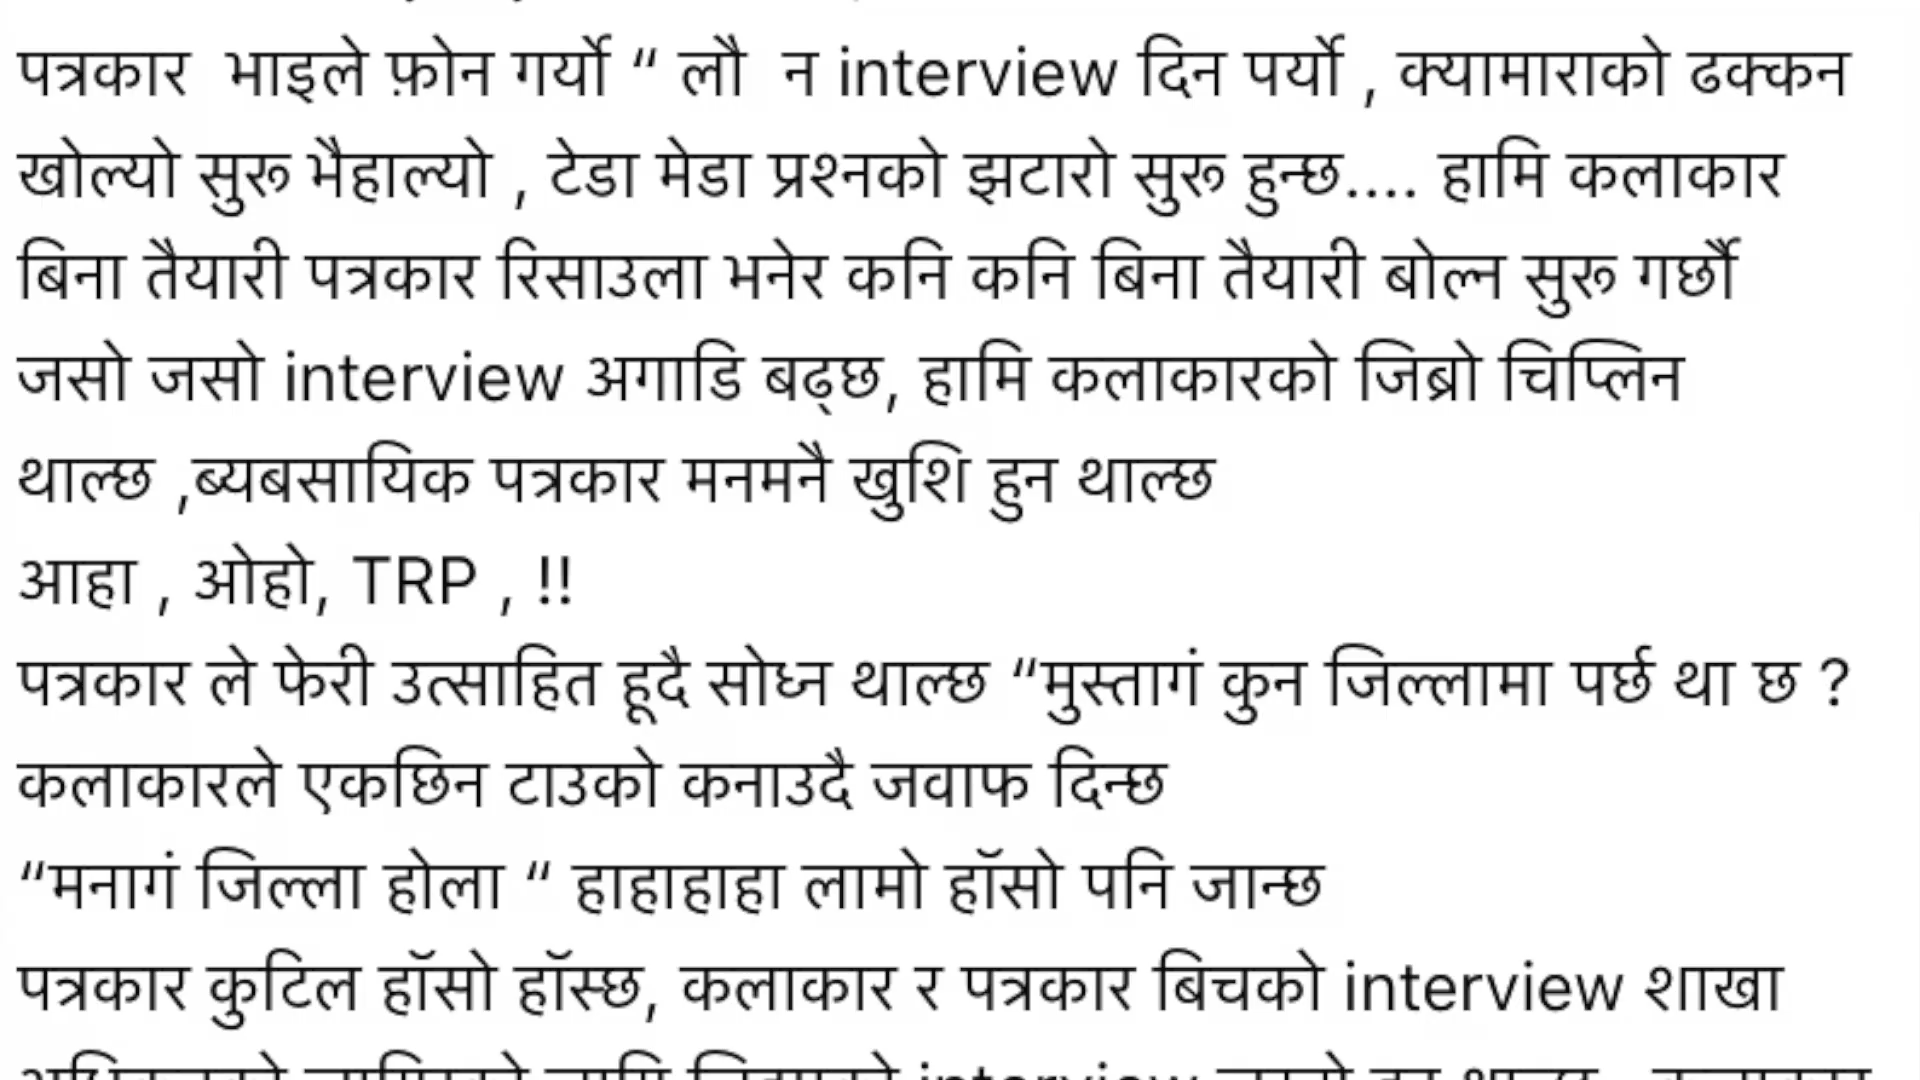 पत्रकार  भाइले फ़ोन गर्यो “ लौ  न interview दिन पर्यो , क्यामाराको ढक्कन
खोल्यो सुरू भैहाल्यो , टेडा मेडा प्रश्नको झटारो सुरू हुन्छ.... हामि कलाकार
बिना तैयारी पत्रकार रिसाउला भनेर कनि कनि बिना तैयारी बोल्न सुरू गर्छौ
जसो जसो interview अगाडि बढ्छ, हामि कलाकारको जिब्रो चिप्लिन
थाल्छ ,ब्यबसायिक पत्रकार मनमनै खुशि हुन थाल्छ
आहा , ओहो, TRP , !!
पत्रकार ले फेरी उत्साहित हूदै सोध्न थाल्छ “मुस्तागं कुन जिल्लामा पर्छ था छ ?
कलाकारले एकछिन टाउको कनाउदै जवाफ दिन्छ
“मनागं जिल्ला होला “ हाहाहाहा लामो हॉसो पनि जान्छ
पत्रकार कुटिल हॉसो हॉस्छ, कलाकार र पत्रकार बिचको interview शाखा
interview